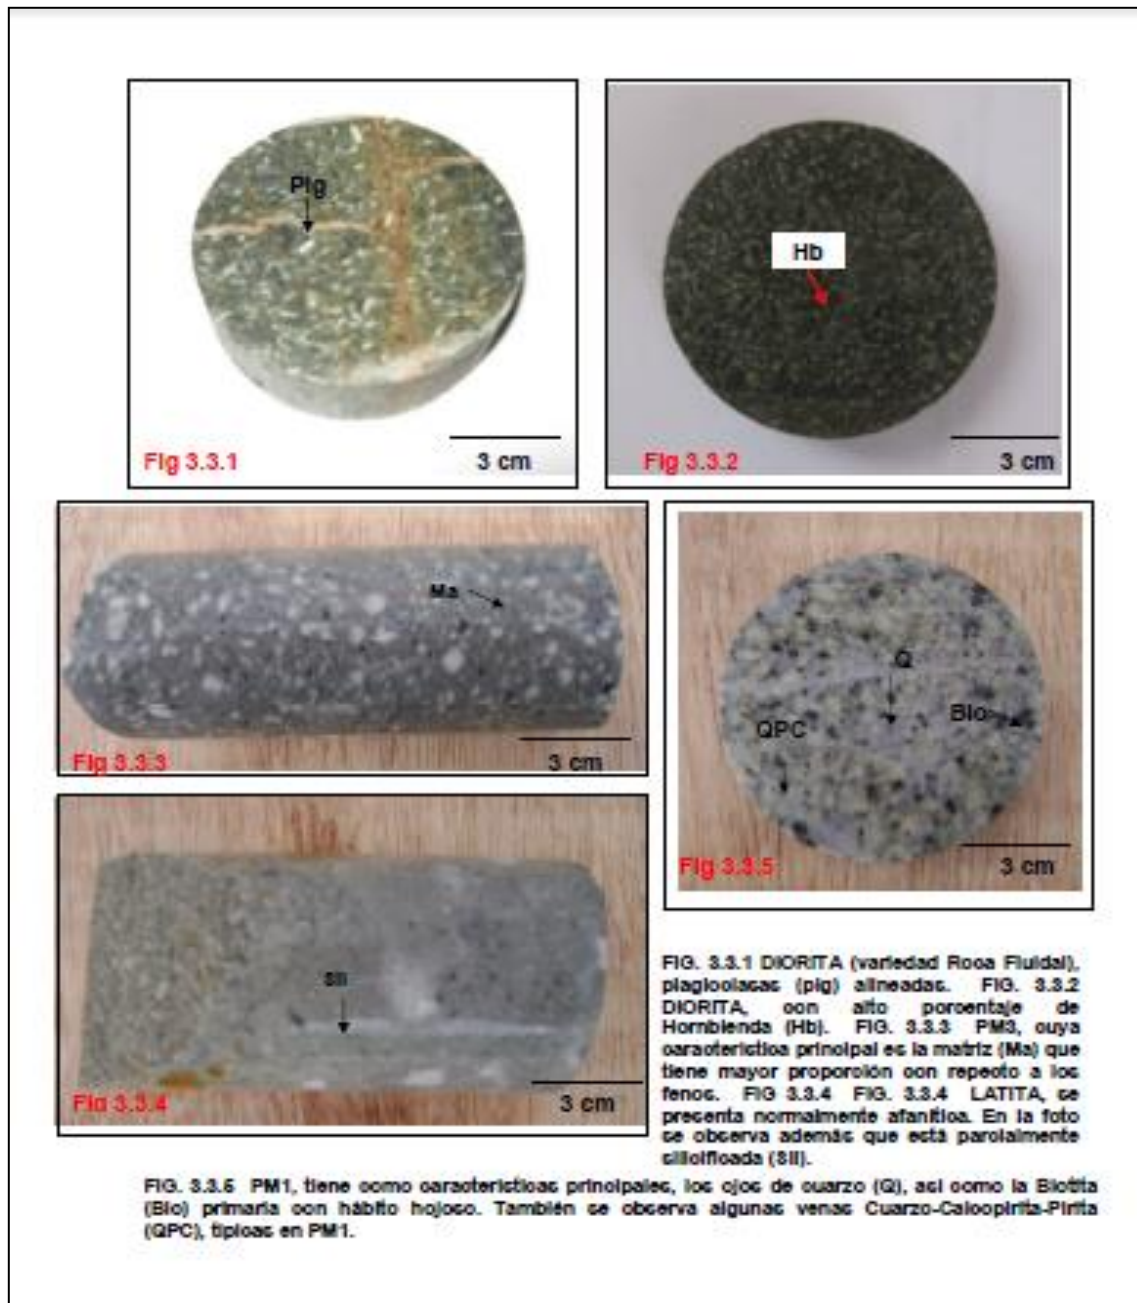 Plg
Fig 3.3.1
3 cm
Hb
Fig 3.3.2
3 cm
Ma
Fig 3.3.3
3 cm
Q
Bio
QPC
Fig 3.3.5
3 cm
Sil
Fig 3.3.4
3 cm
FIG. 3.3.1 DIORITA (variedad Roca Fluidal),
plagioclasas (plg) alineadas. FIG. 3.3.2
DIORITA, con alto porcentaje de
Hornblenda (Hb). FIG. 3.3.3 PM3, cuya
característica principal es la matriz (Ma) que
tiene mayor proporción con repecto a los
fenos. FIG 3.3.4 FIG. 3.3.4 LATITA, se
presenta normalmente afanítica. En la foto
se observa además que está parcialmente
silicificada (Sil).
FIG. 3.3.5 PM1, tiene como características principales, los ojos de cuarzo (Q), así como la Biotita
(Bio) primaria con hábito hojoso. También se observa algunas venas Cuarzo-Calcopirita-Pirita
(QPC), típicas en PM1.